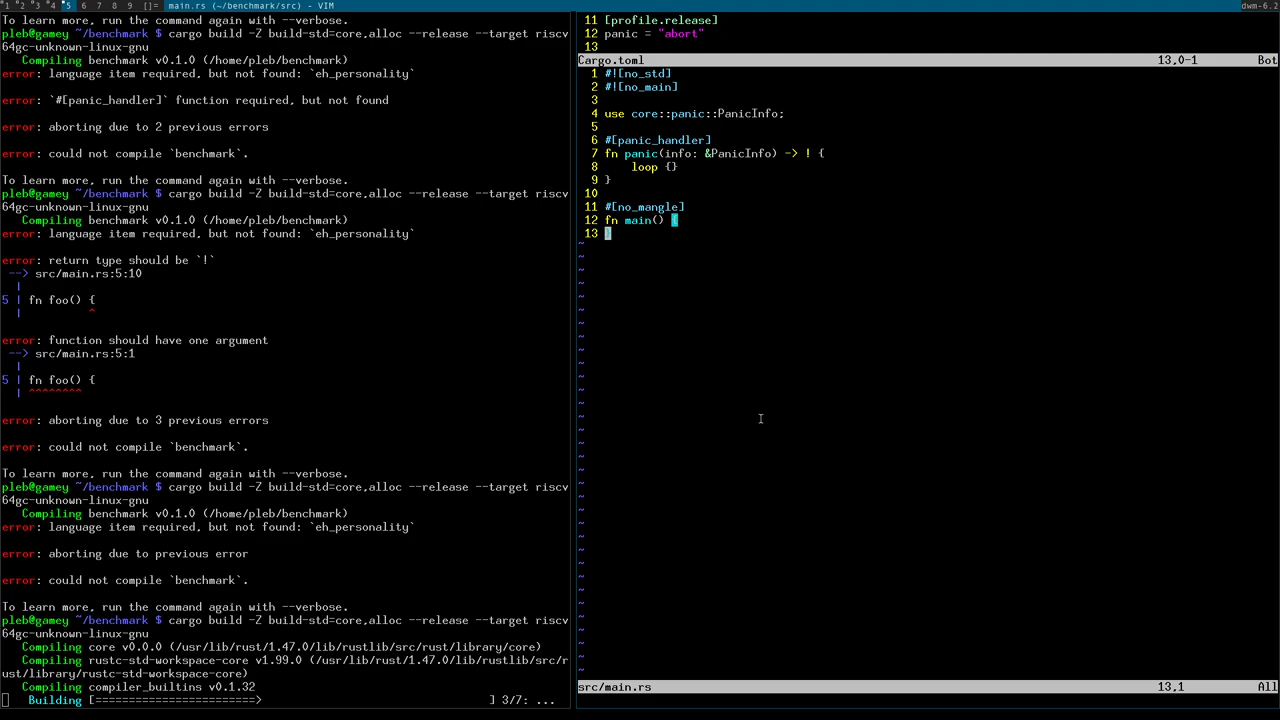 1 2 3 4 5 6 7 8 9 []= main.rs (~/benchmark/src) - VIM dwm-6.2
To learn more, run the command again with --verbose.
pleb@gamey ~/benchmark $ cargo build -Z build-std=core,alloc --release --target riscv
64gc-unknown-linux-gnu
Compiling benchmark v0.1.0 (/home/pleb/benchmark)
error: language item required, but not found: `eh_personality`
error: `#[panic_handler]` function required, but not found
error: aborting due to 2 previous errors
error: could not compile `benchmark`.
To learn more, run the command again with --verbose.
pleb@gamey ~/benchmark $ cargo build -Z build-std=core,alloc --release --target riscv
64gc-unknown-linux-gnu
Compiling benchmark v0.1.0 (/home/pleb/benchmark)
error: language item required, but not found: `eh_personality`
error: return type should be `!`
--> src/main.rs:5:10
|
5 | fn foo() {
| ^
error: function should have one argument
--> src/main.rs:5:1
|
5 | fn foo() {
| ^^^^^^^^
error: aborting due to 3 previous errors
error: could not compile `benchmark`.
To learn more, run the command again with --verbose.
pleb@gamey ~/benchmark $ cargo build -Z build-std=core,alloc --release --target riscv
64gc-unknown-linux-gnu
Compiling benchmark v0.1.0 (/home/pleb/benchmark)
error: language item required, but not found: `eh_personality`
error: aborting due to previous error
error: could not compile `benchmark`.
To learn more, run the command again with --verbose.
pleb@gamey ~/benchmark $ cargo build -Z build-std=core,alloc --release --target riscv
64gc-unknown-linux-gnu
Compiling core v0.0.0 (/usr/lib/rust/1.47.0/lib/rustlib/src/rust/library/core)
Compiling rustc-std-workspace-core v1.99.0 (/usr/lib/rust/1.47.0/lib/rustlib/src/r
ust/library/rustc-std-workspace-core)
Compiling compiler_builtins v0.1.32
Building [========================> ] 3/7: ...
11 [profile.release]
12 panic = "abort"
13
Cargo.toml 13,0-1 Bot
1 #![no_std]
2 #![no_main]
3
4 use core::panic::PanicInfo;
5
6 #[panic_handler]
7 fn panic(info: &PanicInfo) -> ! {
8 loop {}
9 }
10
11 #[no_mangle]
12 fn main() {
13 }
src/main.rs 13,1 All